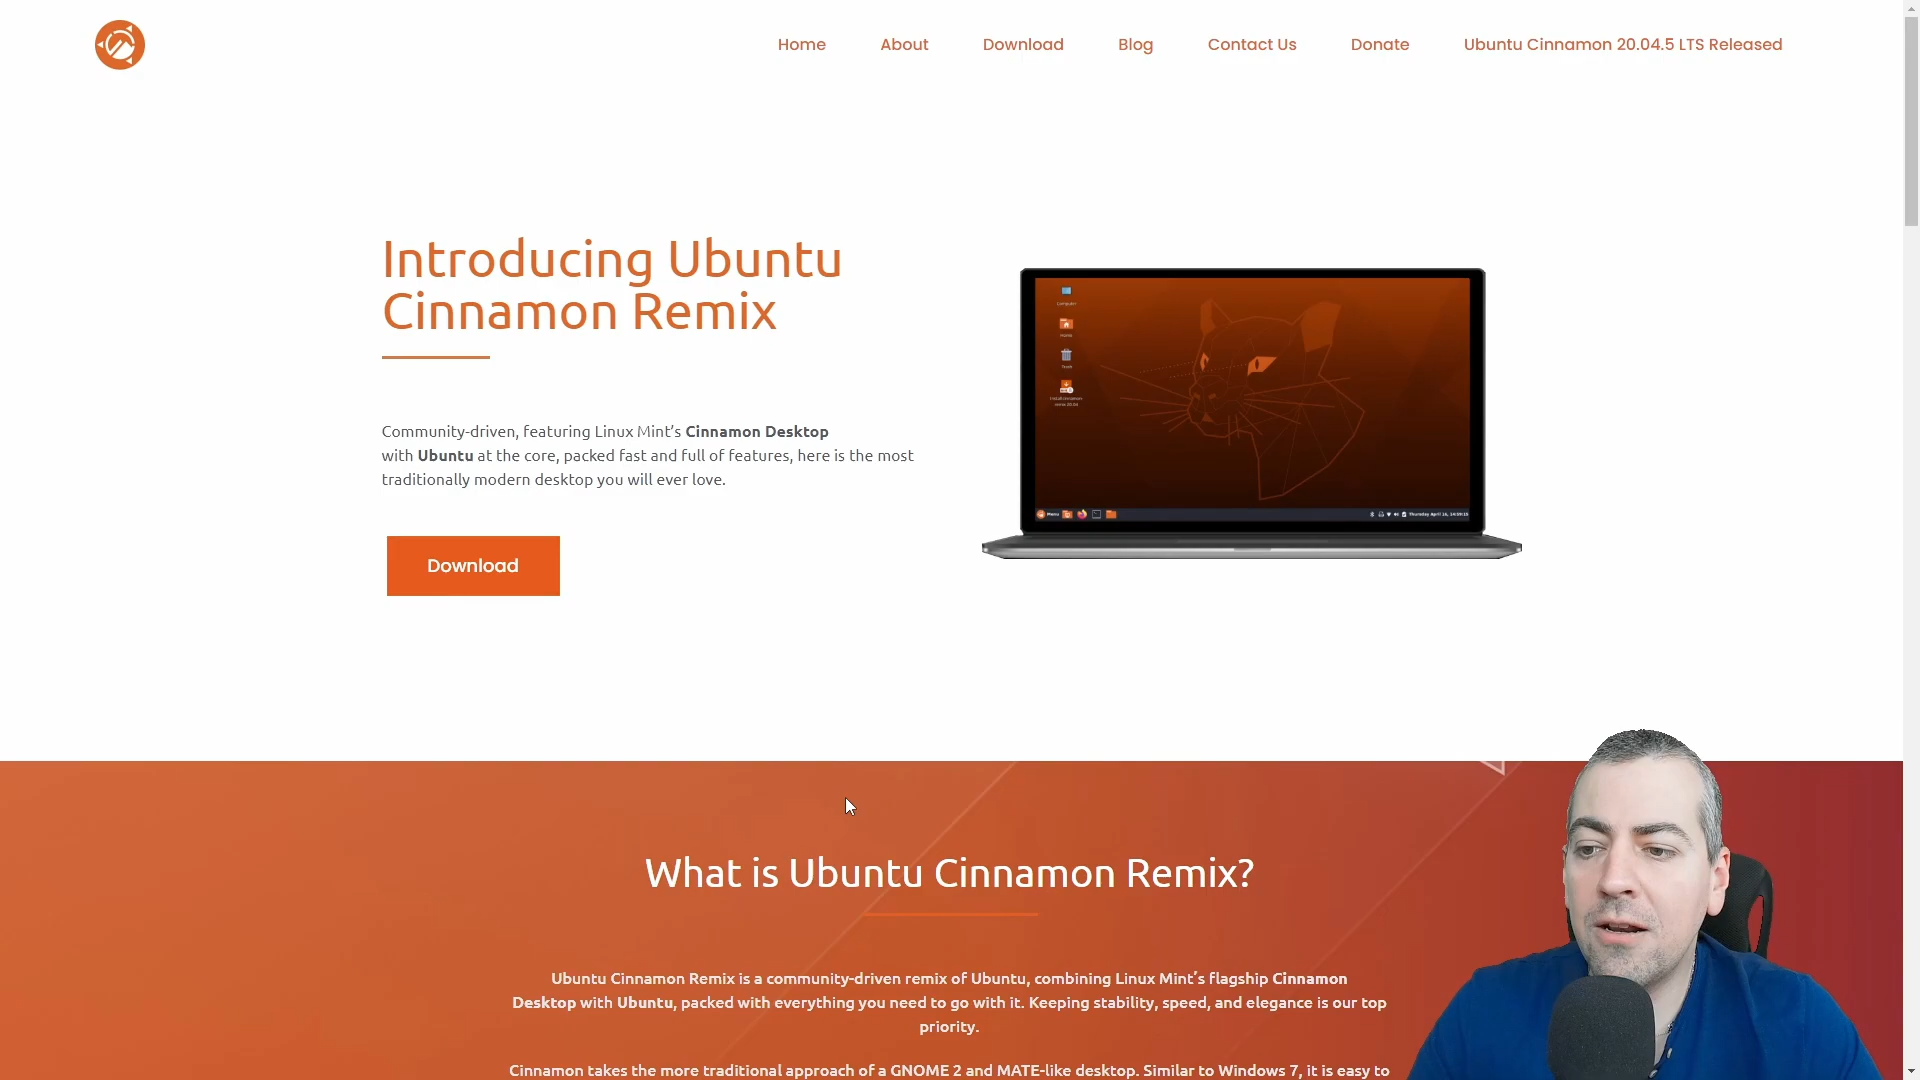 Home About Download Blog Contact Us Donate Ubuntu Cinnamon 20.04.5 LTS Released
Introducing Ubuntu
Cinnamon Remix
Community-driven, featuring Linux Mint’s Cinnamon Desktop
with Ubuntu at the core, packed fast and full of features, here is the most
traditionally modern desktop you will ever love.
Download
Computer
Home
Trash
Menu
What is Ubuntu Cinnamon Remix?
Ubuntu Cinnamon Remix is a community-driven remix of Ubuntu, combining Linux Mint’s flagship Cinnamon
Desktop with Ubuntu, packed with everything you need to go with it. Keeping stability, speed, and elegance is our top
priority.
Cinnamon takes the more traditional approach of a GNOME 2 and MATE-like desktop. Similar to Windows 7, it is easy to